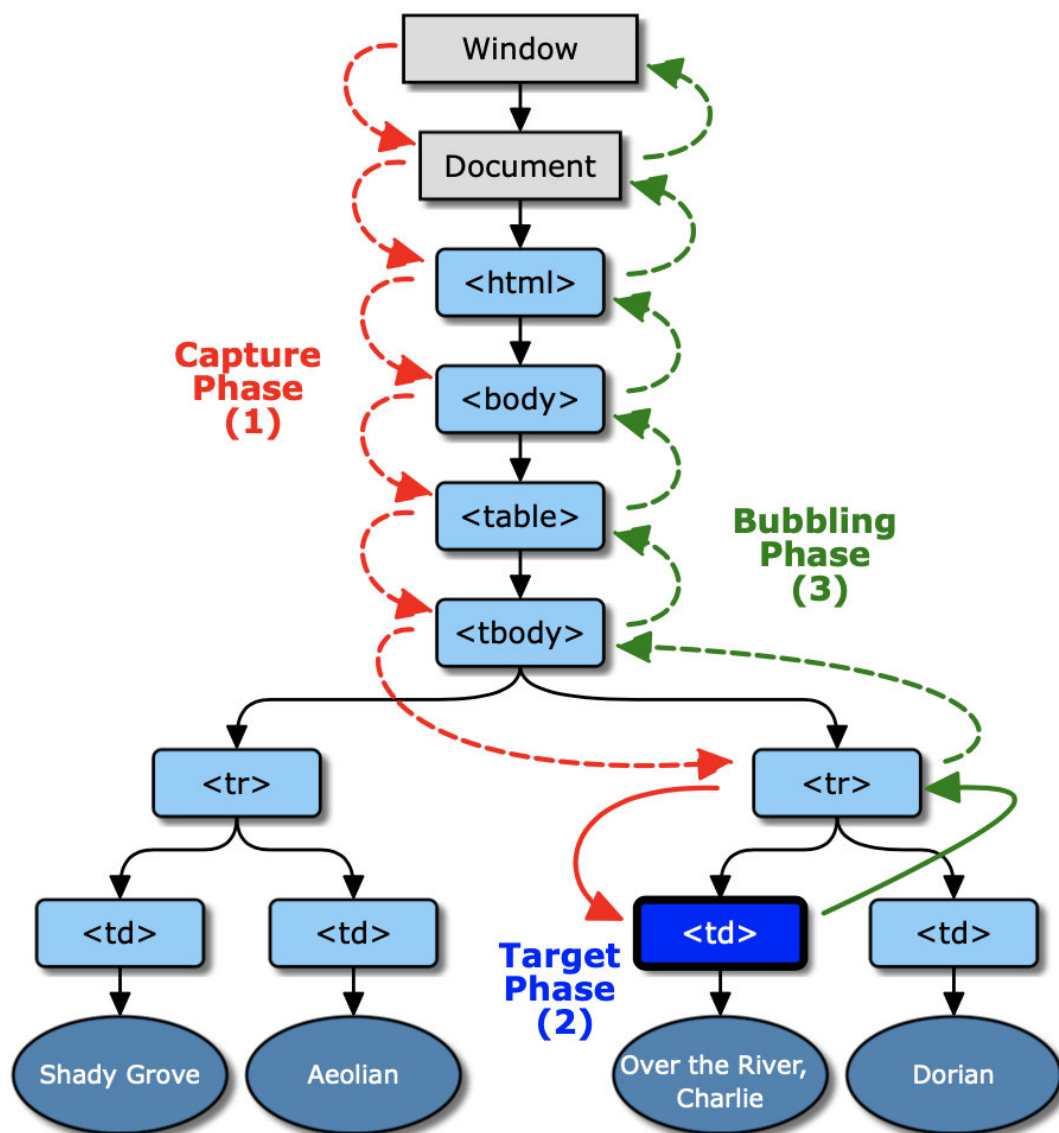 Window
Document
<html>
Capture
Phase
(1)
<body>
<table>
Bubbling
Phase
(3)
<tbody>
<tr>
<tr>
<td>
<td>
<td>
<td>
Target
Phase
(2)
Shady Grove
Aeolian
Over the River,
Charlie
Dorian